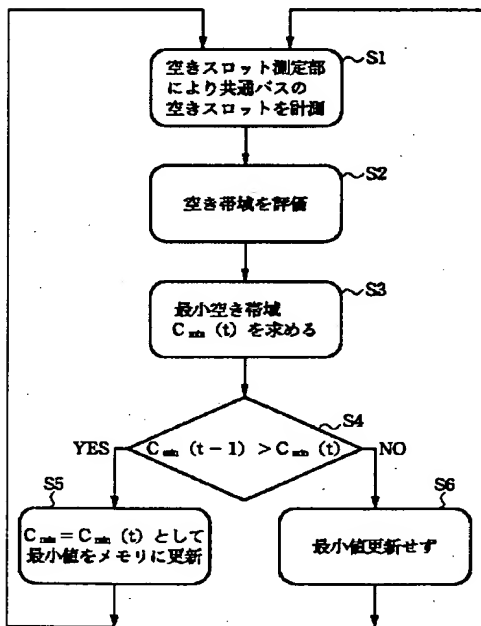 S1
空きスロット測定部
により共通バスの
空きスロットを計測
S2
空き帯域を評価
S3
最小空き帯域
C min (t) を求める
S4
YES
C min (t-1) > C min (t)
NO
S5
C min = C min (t) として
最小値をメモリに更新
S6
最小値更新せず